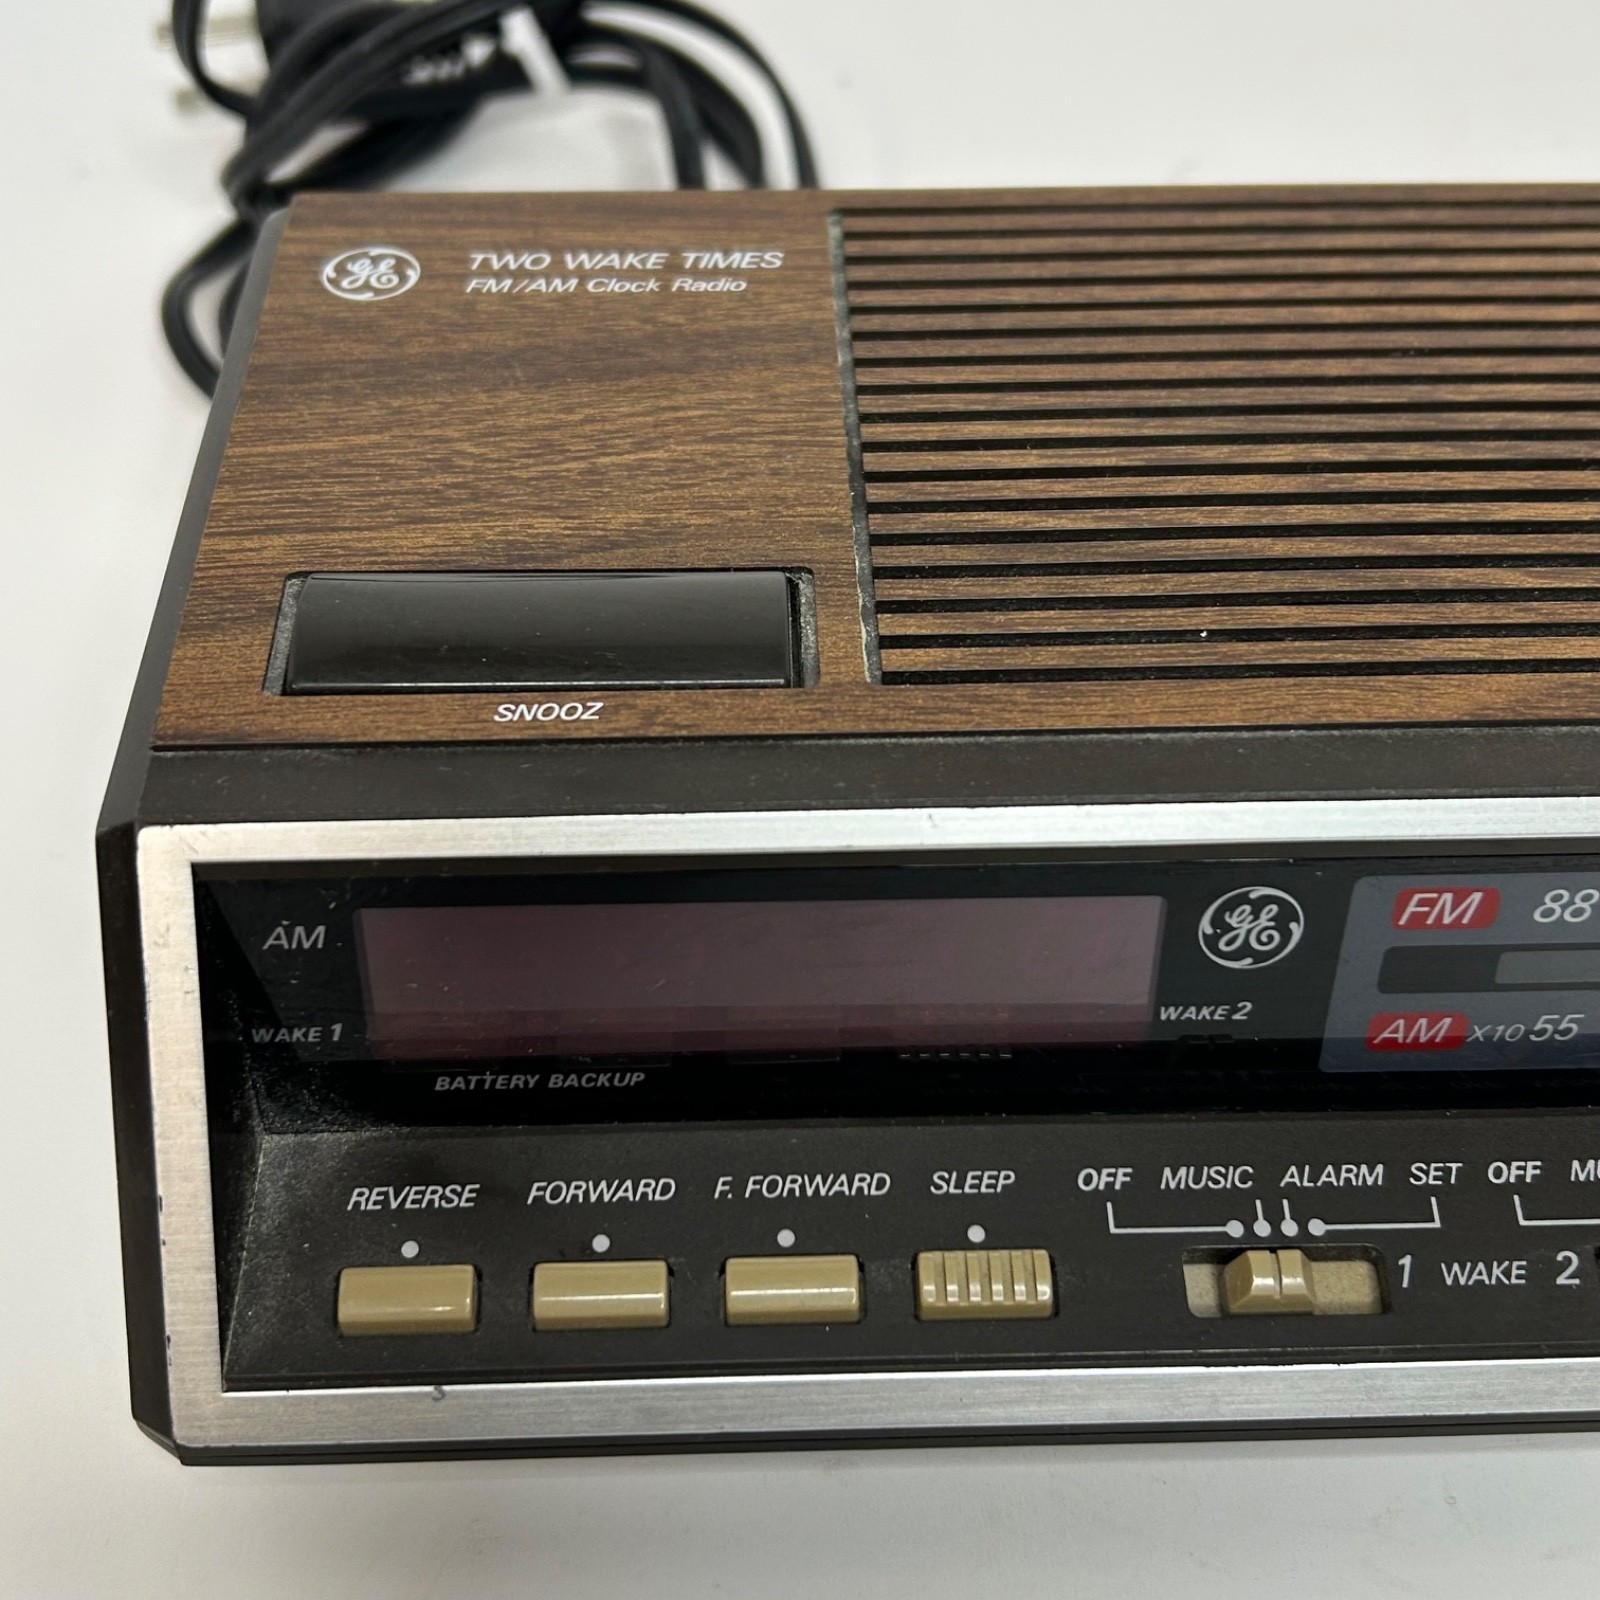 GE TWO WAKE TIMES
FM/AM Clock Radio
SNOOZ
AM
WAKE 1
BATTERY BACKUP
WAKE 2
GE
FM 88
AM X10 55
REVERSE FORWARD F. FORWARD SLEEP OFF MUSIC ALARM SET OFF
1 WAKE 2